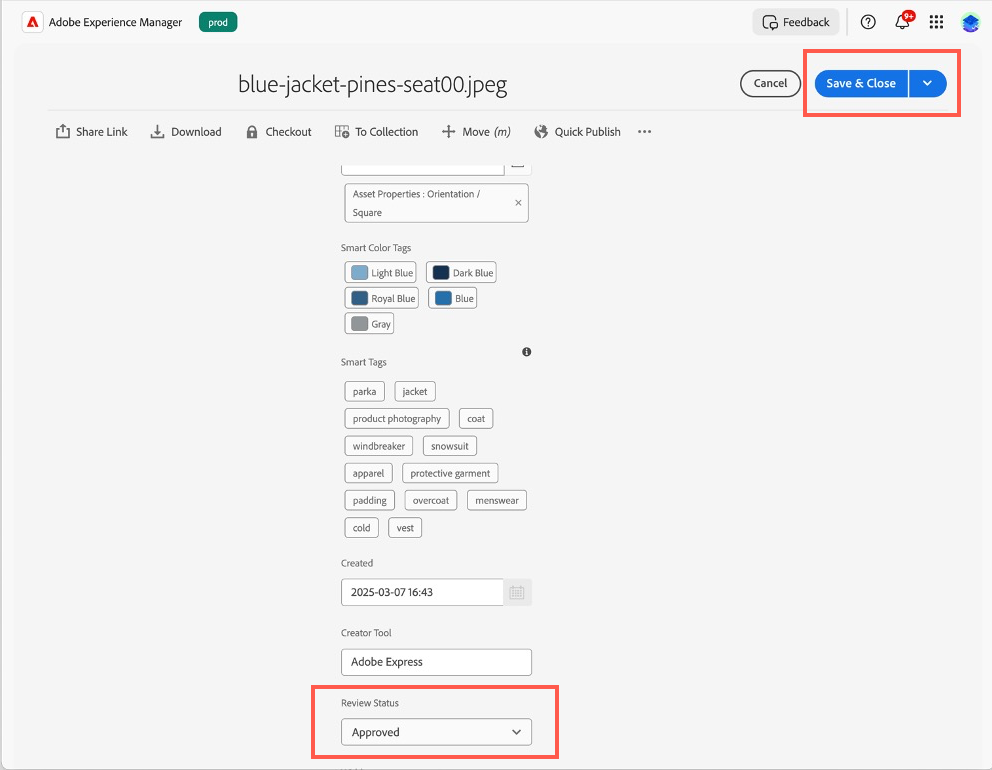 Adobe Experience Manager prod Feedback 9+
blue-jacket-pines-seat00.jpeg Cancel Save & Close
Share Link Download Checkout To Collection Move (m) Quick Publish
Asset Properties : Orientation /
Square
Smart Color Tags
Light Blue Dark Blue
Royal Blue Blue
Gray
Smart Tags
parka jacket
product photography coat
windbreaker snowsuit
apparel protective garment
padding overcoat menswear
cold vest
Created
2025-03-07 16:43
Creator Tool
Adobe Express
Review Status
Approved